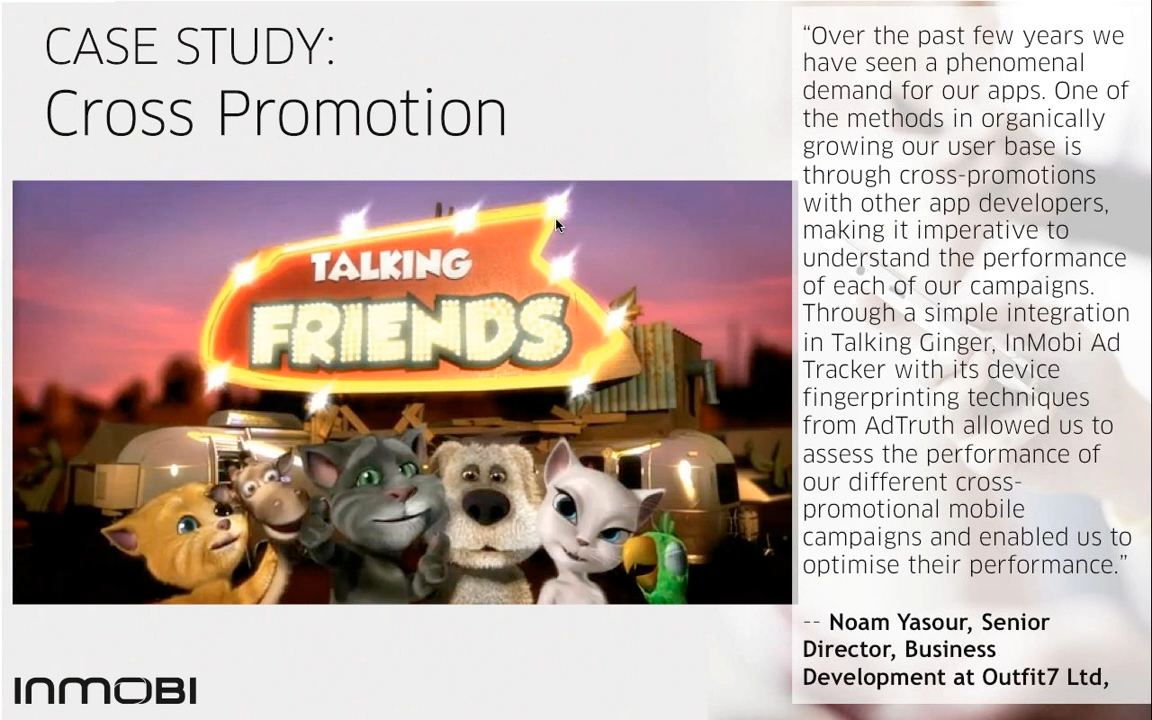 CASE STUDY:
Cross Promotion
TALKING
FRIENDS
INMOBI
“Over the past few years we
have seen a phenomenal
demand for our apps. One of
the methods in organically
growing our user base is
through cross-promotions
with other app developers,
making it imperative to
understand the performance
of each of our campaigns.
Through a simple integration
in Talking Ginger, InMobi Ad
Tracker with its device
fingerprinting techniques
from AdTruth allowed us to
assess the performance of
our different cross-
promotional mobile
campaigns and enabled us to
optimise their performance.”
-- Noam Yasour, Senior
Director, Business
Development at Outfit7 Ltd,